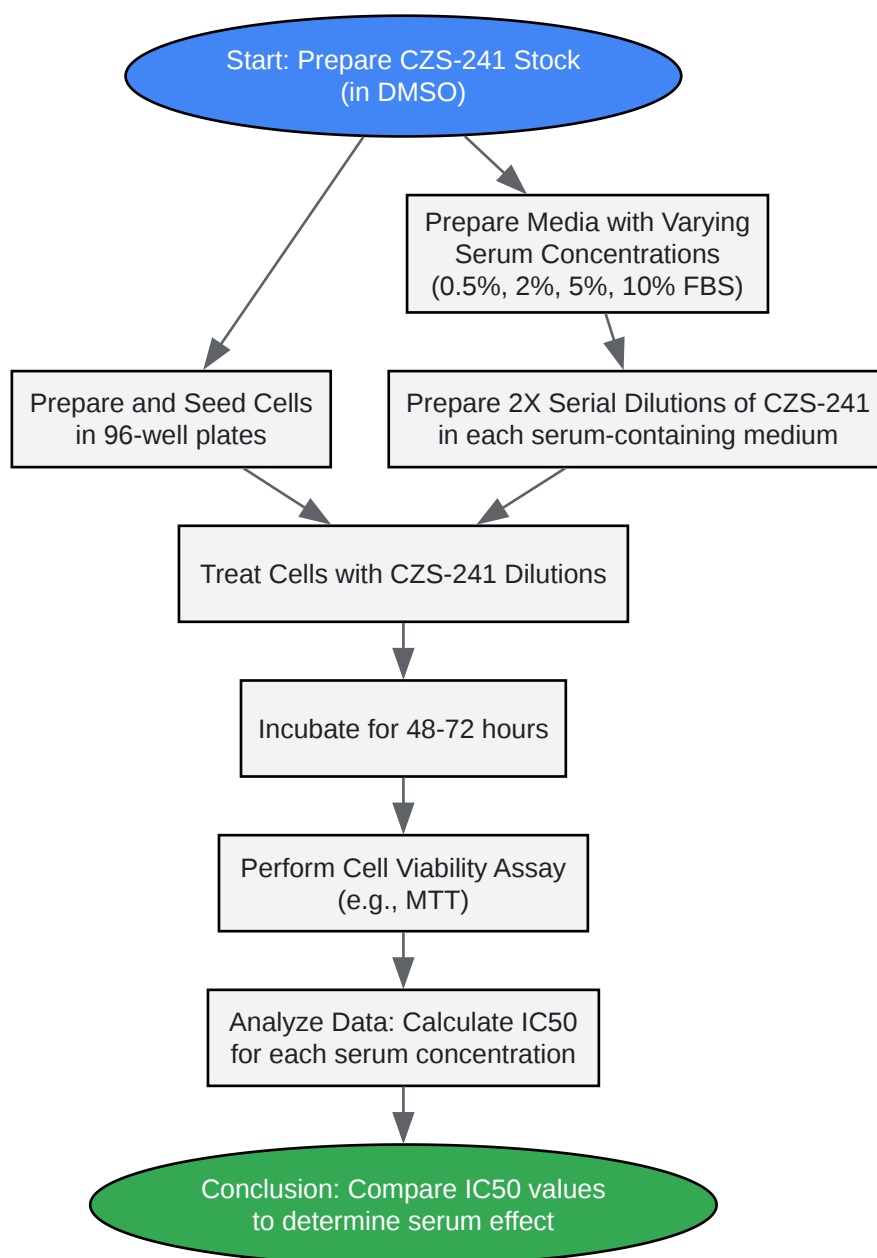 Start: Prepare CZS-241 Stock
(in DMSO)
Prepare Media with Varying
Serum Concentrations
(0.5%, 2%, 5%, 10% FBS)
Prepare and Seed Cells
in 96-well plates
Prepare 2X Serial Dilutions of CZS-241
in each serum-containing medium
Treat Cells with CZS-241 Dilutions
Incubate for 48-72 hours
Perform Cell Viability Assay
(e.g., MTT)
Analyze Data: Calculate IC50
for each serum concentration
Conclusion: Compare IC50 values
to determine serum effect